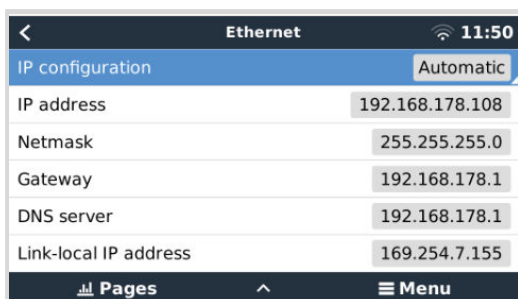 Ethernet 11:50
IP configuration Automatic
IP address 192.168.178.108
Netmask 255.255.255.0
Gateway 192.168.178.1
DNS server 192.168.178.1
Link-local IP address 169.254.7.155
Pages Menu